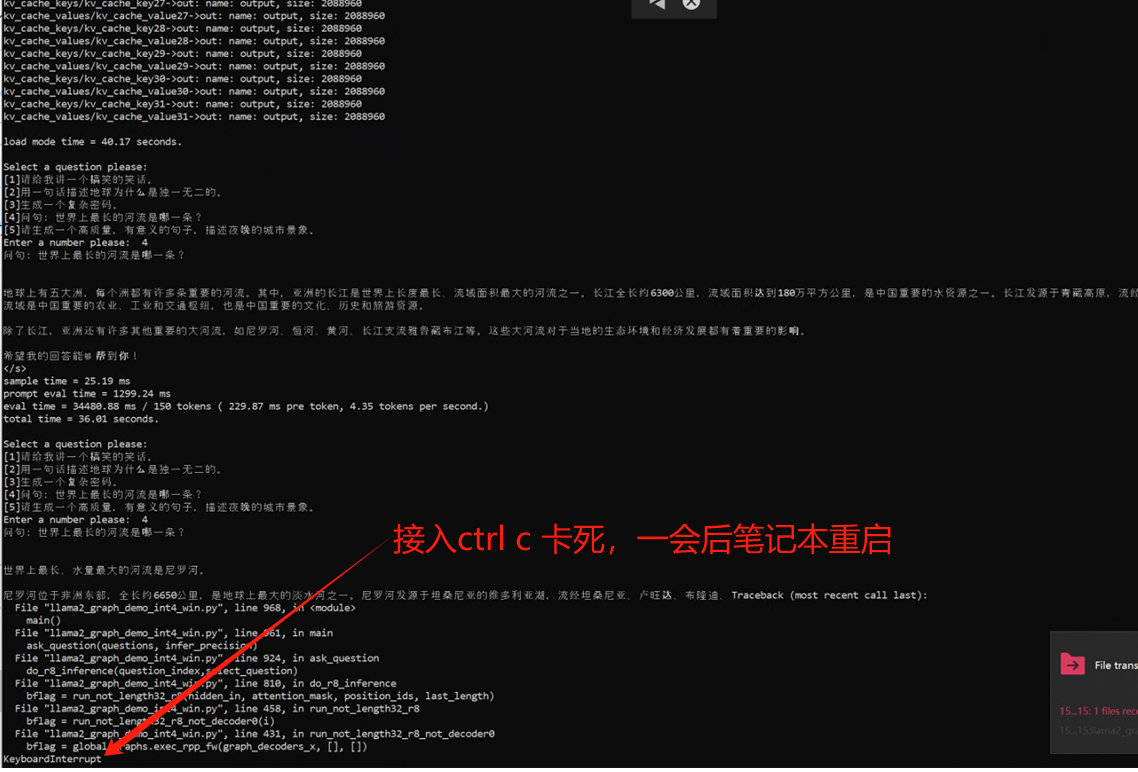 kv_cache_keys/kv_cache_key27->out: name: output, size: 2088960
kv_cache_values/kv_cache_value27->out: name: output, size: 2088960
kv_cache_keys/kv_cache_key28->out: name: output, size: 2088960
kv_cache_values/kv_cache_value28->out: name: output, size: 2088960
kv_cache_keys/kv_cache_key29->out: name: output, size: 2088960
kv_cache_values/kv_cache_value29->out: name: output, size: 2088960
kv_cache_keys/kv_cache_key30->out: name: output, size: 2088960
kv_cache_values/kv_cache_value30->out: name: output, size: 2088960
kv_cache_keys/kv_cache_key31->out: name: output, size: 2088960
kv_cache_values/kv_cache_value31->out: name: output, size: 2088960
load mode time = 40.17 seconds.
Select a question please:
[1]请给我讲一个搞笑的笑话。
[2]用一句话描述地球为什么是独一无二的。
[3]生成一个复杂密码。
[4]问句: 世界上最长的河流是哪一条?
[5]请生成一个高质量, 有意义的句子, 描述夜晚的城市景象。
Enter a number please: 4
问句: 世界上最长的河流是哪一条?
地球上有五大洲, 每个洲都有许多条重要的河流。其中, 亚洲的长江是世界上长度最长、流域面积最大的河流之一。长江全长约6300公里, 流域面积达到180万平方公里, 是中国重要的水资源之一。长江发源于青藏高原, 流经
流域是中国重要的农业、工业和交通枢纽, 也是中国重要的文化、历史和旅游资源。
除了长江, 亚洲还有许多其他重要的大河流, 如尼罗河、恒河、黄河、长江支流雅鲁藏布江等。这些大河流对于当地的生态环境和经济发展都有着重要的影响。
希望我的回答能够帮到你!
</s>
sample time = 25.19 ms
prompt eval time = 1299.24 ms
eval time = 34480.88 ms / 150 tokens ( 229.87 ms pre token, 4.35 tokens per second.)
total time = 36.01 seconds.
Select a question please:
[1]请给我讲一个搞笑的笑话。
[2]用一句话描述地球为什么是独一无二的。
[3]生成一个复杂密码。
[4]问句: 世界上最长的河流是哪一条?
[5]请生成一个高质量, 有意义的句子, 描述夜晚的城市景象。
Enter a number please: 4
问句: 世界上最长的河流是哪一条?
接入ctrl c 卡死，一会后笔记本重启
世界上最长、水量最大的河流是尼罗河。
尼罗河位于非洲东部, 全长约6650公里, 是地球上最大的淡水河之一。尼罗河发源于坦桑尼亚的维多利亚湖, 流经坦桑尼亚、卢旺达、布隆迪、Traceback (most recent call last):
File "llama2_graph_demo_int4_win.py", line 968, in <module>
main()
File "llama2_graph_demo_int4_win.py", line 961, in main
ask_question(questions, infer_precision)
File "llama2_graph_demo_int4_win.py", line 924, in ask_question
do_r8_inference(question_index,select_question)
File "llama2_graph_demo_int4_win.py", line 810, in do_r8_inference
bflag = run_not_length32_r8(hidden_in, attention_mask, position_ids, last_length)
File "llama2_graph_demo_int4_win.py", line 458, in run_not_length32_r8
bflag = run_not_length32_r8_not_decoder0(i)
File "llama2_graph_demo_int4_win.py", line 431, in run_not_length32_r8_not_decoder0
bflag = global_graphs.exec_rpp_fw(graph_decoders_x, [], [])
KeyboardInterrupt
File trans
15...15: 1 files rec
15...15:llama2_gr